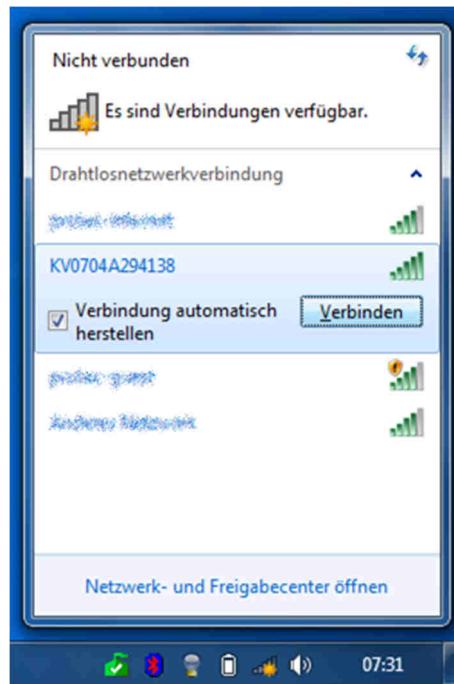 Nicht verbunden
Es sind Verbindungen verfügbar.
Drahtlosnetzwerkverbindung
KV0704A294138
Verbindung automatisch
herstellen
Verbinden
Netzwerk- und Freigabecenter öffnen
07:31